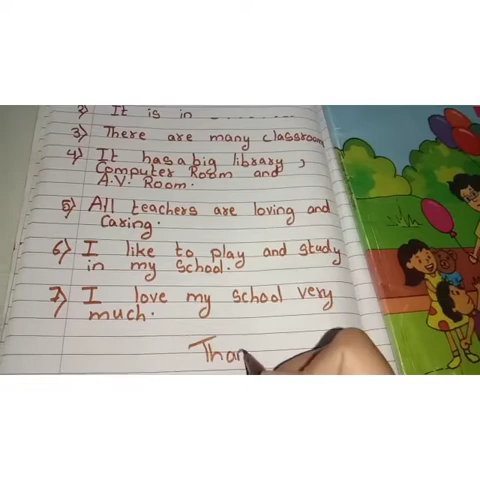 2) It is in _ _ _ _ _ _ _
3) There are many classroom
4) It has a big library,
Computer Room and
A.V. Room.
5) All teachers are loving and
Caring.
6) I like to play and study
in my School.
7) I love my school very
much.
Than